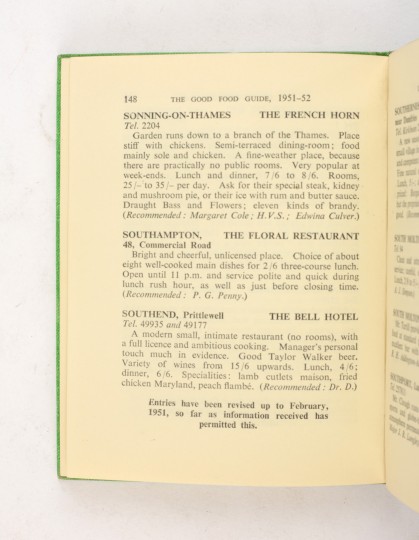 148 THE GOOD FOOD GUIDE, 1951-52
SONNING-ON-THAMES THE FRENCH HORN
Tel. 2204
Garden runs down to a branch of the Thames. Place
stiff with chickens. Semi-terraced dining-room; food
mainly sole and chicken. A fine-weather place, because
there are practically no public rooms. Very popular at
week-ends. Lunch and dinner, 7/6 to 8/6. Rooms,
25/– to 35/– per day. Ask for their special steak, kidney
and mushroom pie, or their ice with rum and butter sauce.
Draught Bass and Flowers; eleven kinds of brandy.
(Recommended: Margaret Cole; H.V.S.; Edwina Culver.)
SOUTHAMPTON, THE FLORAL RESTAURANT
48, Commercial Road
Bright and cheerful, unlicensed place. Choice of about
eight well-cooked main dishes for 2/6 three-course lunch.
Open until 11 p.m. and service polite and quick during
lunch rush hour, as well as just before closing time.
(Recommended: P. G. Penny.)
SOUTHEND, Prittlewell THE BELL HOTEL
Tel. 49935 and 49177
A modern small, intimate restaurant (no rooms), with
a full licence and ambitious cooking. Manager's personal
touch much in evidence. Good Taylor Walker beer.
Variety of wines from 15/6 upwards. Lunch, 4/6;
dinner, 6/6. Specialities: lamb cutlets maison, fried
chicken Maryland, peach flambé. (Recommended: Dr. D.)
Entries have been revised up to February,
1951, so far as information received has
permitted this.